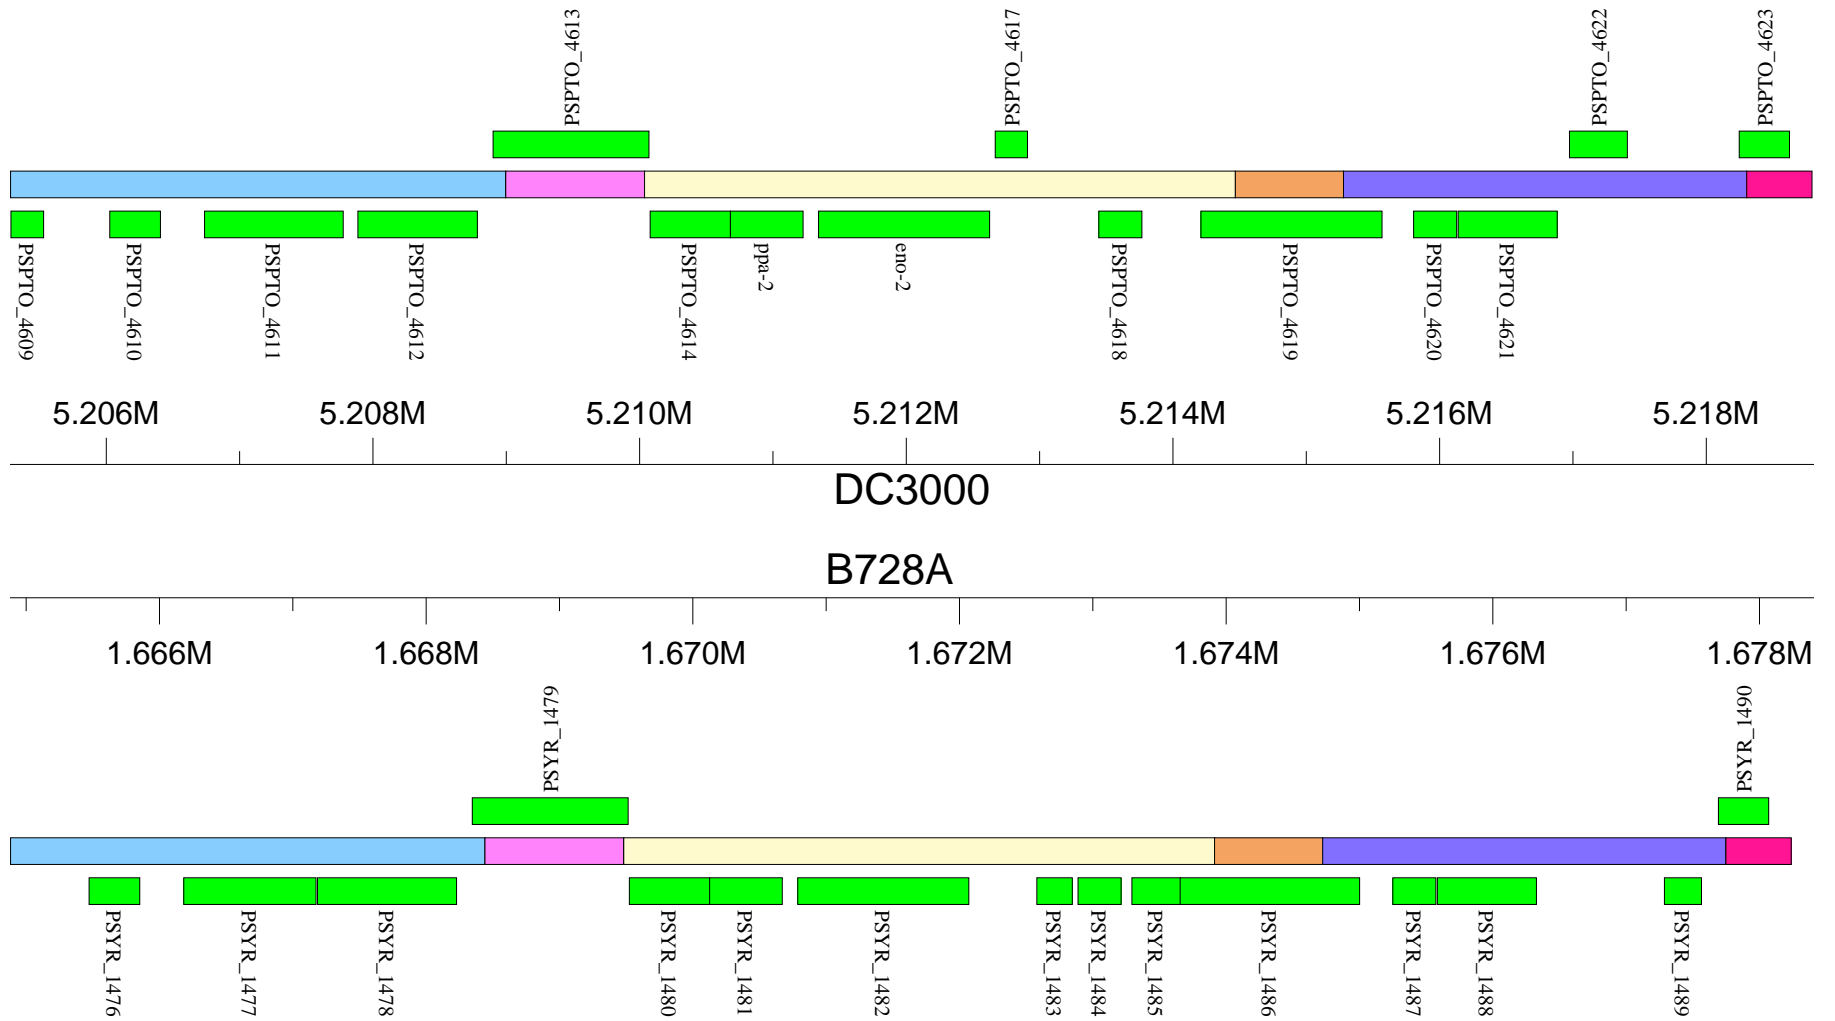 PSPTO_4613
PSPTO_4617
PSPTO_4622
PSPTO_4623
PSPTO_4609
PSPTO_4610
PSPTO_4611
PSPTO_4612
PSPTO_4614
ppa-2
eno-2
PSPTO_4618
PSPTO_4619
PSPTO_4620
PSPTO_4621
5.206M 5.208M 5.210M 5.212M 5.214M 5.216M 5.218M
DC3000
B728A
1.666M 1.668M 1.670M 1.672M 1.674M 1.676M 1.678M
PSYR_1479
PSYR_1490
PSYR_1476
PSYR_1477
PSYR_1478
PSYR_1480
PSYR_1481
PSYR_1482
PSYR_1483
PSYR_1484
PSYR_1485
PSYR_1486
PSYR_1487
PSYR_1488
PSYR_1489